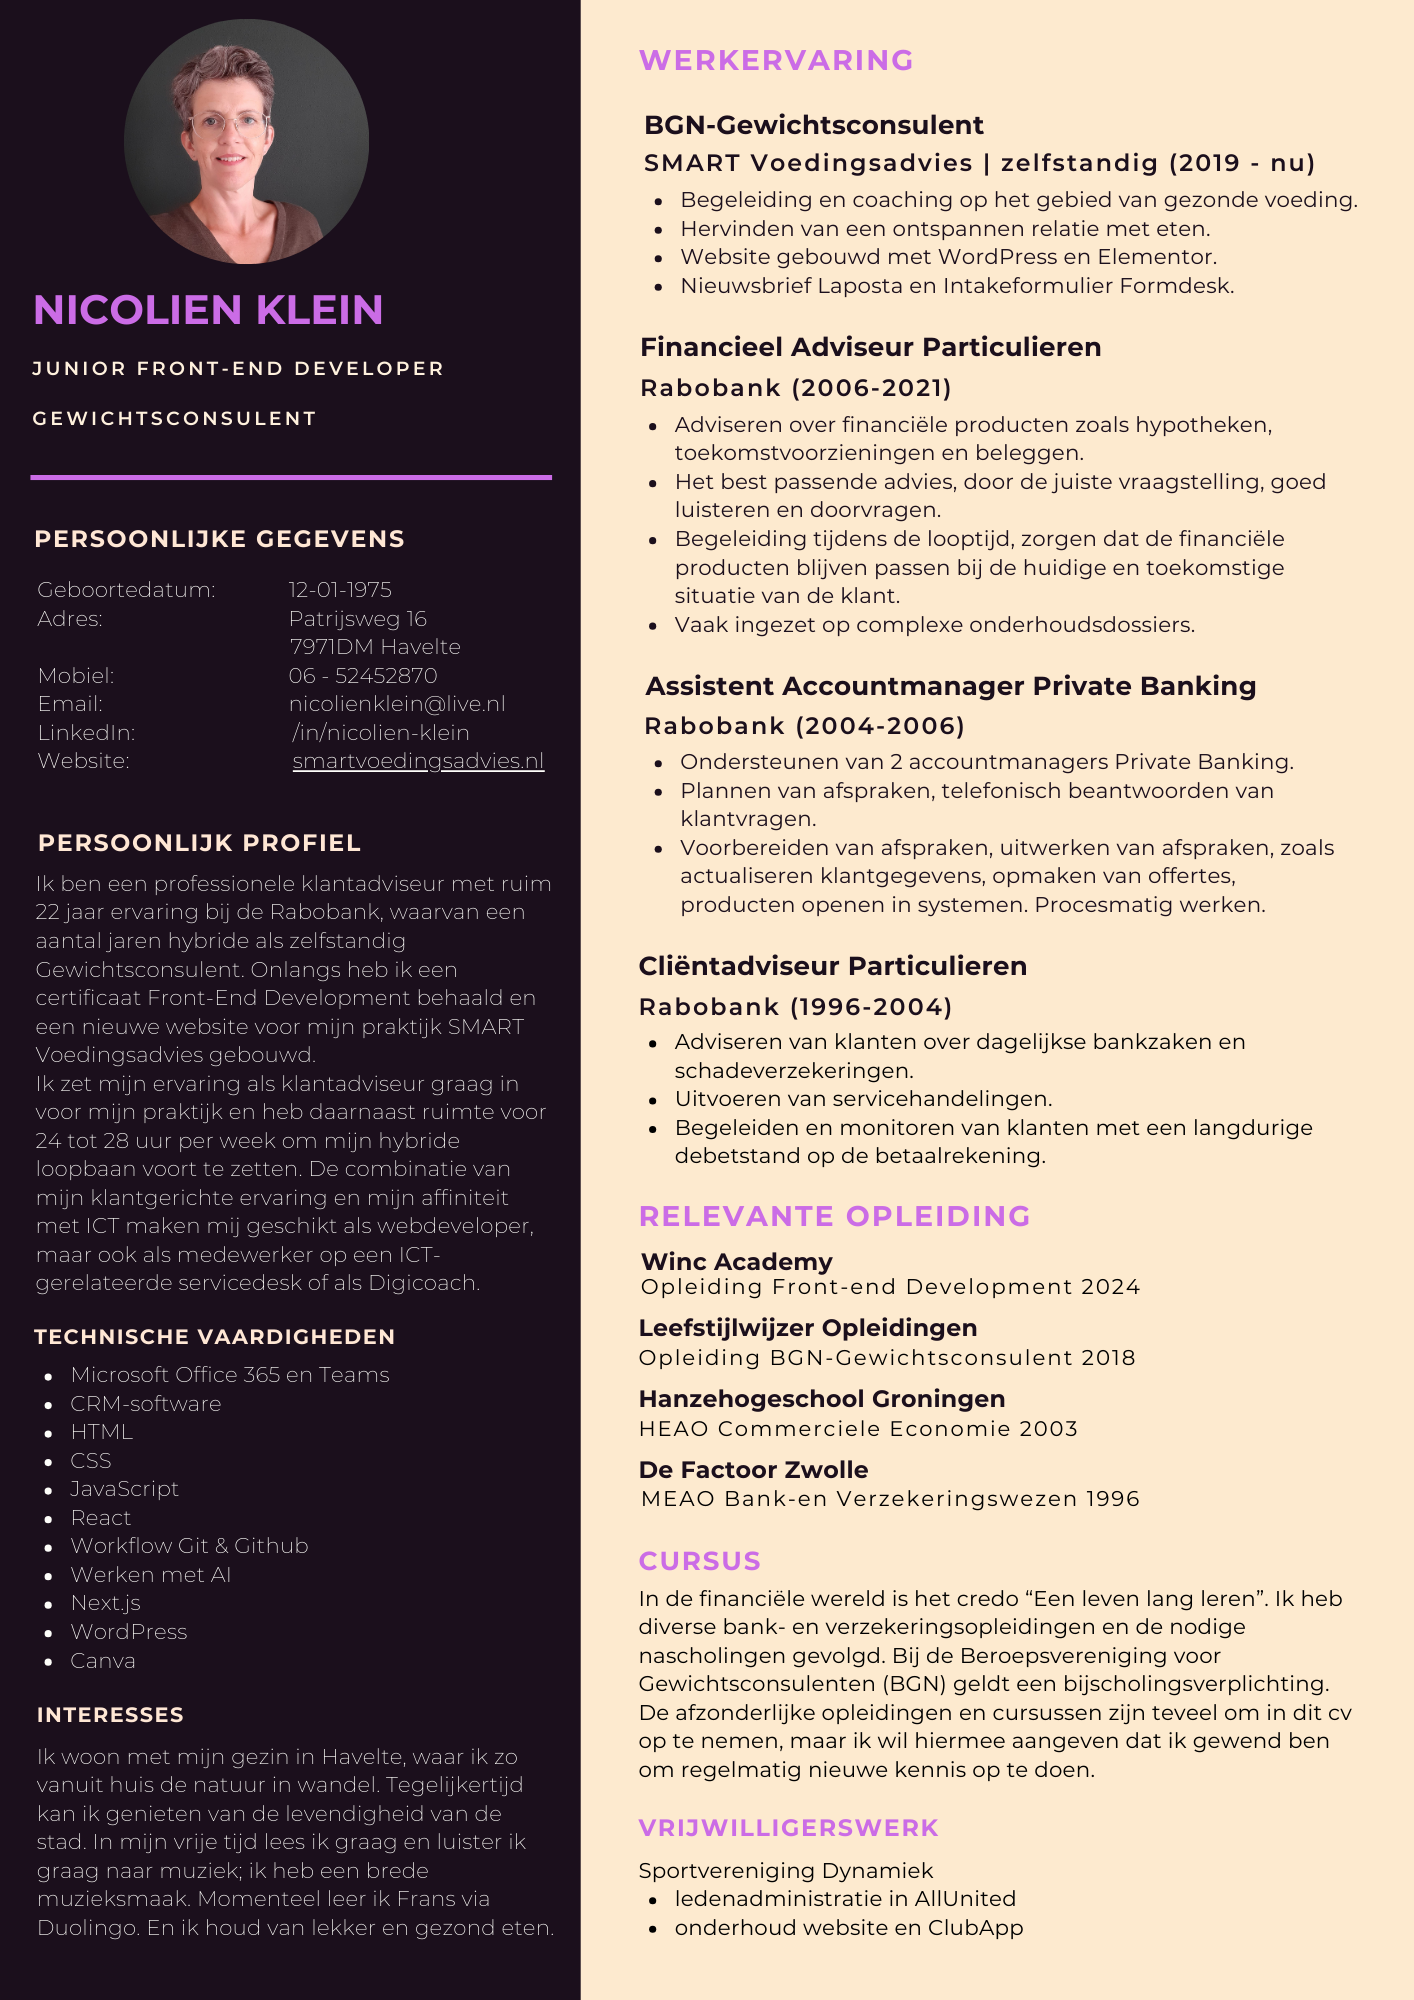 NICOLIEN KLEIN
JUNIOR FRONT-END DEVELOPER
GEWICHTSCONSULENT
PERSOONLIJKE GEGEVENS
Geboortedatum: 12-01-1975
Adres: Patrijsweg 16
7971DM Havelte
Mobiel: 06 - 52452870
Email: nicolienklein@live.nl
LinkedIn: /in/nicolien-klein
Website: smartvoedingsadvies.nl
PERSOONLIJK PROFIEL
Ik ben een professionele klantadviseur met ruim
22 jaar ervaring bij de Rabobank, waarvan een
aantal jaren hybride als zelfstandig
Gewichtsconsulent. Onlangs heb ik een
certificaat Front-End Development behaald en
een nieuwe website voor mijn praktijk SMART
Voedingsadvies gebouwd.
Ik zet mijn ervaring als klantadviseur graag in
voor mijn praktijk en heb daarnaast ruimte voor
24 tot 28 uur per week om mijn hybride
loopbaan voort te zetten. De combinatie van
mijn klantgerichte ervaring en mijn affiniteit
met ICT maken mij geschikt als webdeveloper,
maar ook als medewerker op een ICT-
gerelateerde servicedesk of als Digicoach.
TECHNISCHE VAARDIGHEDEN
• Microsoft Office 365 en Teams
• CRM-software
• HTML
• CSS
• JavaScript
• React
• Workflow Git & Github
• Werken met AI
• Next.js
• WordPress
• Canva
INTERESSES
Ik woon met mijn gezin in Havelte, waar ik zo
vanuit huis de natuur in wandel. Tegelijkertijd
kan ik genieten van de levendigheid van de
stad. In mijn vrije tijd lees ik graag en luister ik
graag naar muziek; ik heb een brede
muzieksmaak. Momenteel leer ik Frans via
Duolingo. En ik houd van lekker en gezond eten.
WERKERVARING
BGN-Gewichtsconsulent
SMART Voedingsadvies | zelfstandig (2019 - nu)
• Begeleiding en coaching op het gebied van gezonde voeding.
• Hervinden van een ontspannen relatie met eten.
• Website gebouwd met WordPress en Elementor.
• Nieuwsbrief Laposta en Intakeformulier Formdesk.
Financieel Adviseur Particulieren
Rabobank (2006-2021)
• Adviseren over financiële producten zoals hypotheken,
toekomstvoorzieningen en beleggen.
• Het best passende advies, door de juiste vraagstelling, goed
luisteren en doorvragen.
• Begeleiding tijdens de looptijd, zorgen dat de financiële
producten blijven passen bij de huidige en toekomstige
situatie van de klant.
• Vaak ingezet op complexe onderhoudsdossiers.
Assistent Accountmanager Private Banking
Rabobank (2004-2006)
• Ondersteunen van 2 accountmanagers Private Banking.
• Plannen van afspraken, telefonisch beantwoorden van
klantvragen.
• Voorbereiden van afspraken, uitwerken van afspraken, zoals
actualiseren klantgegevens, opmaken van offertes,
producten openen in systemen. Procesmatig werken.
Cliëntadviseur Particulieren
Rabobank (1996-2004)
• Adviseren van klanten over dagelijkse bankzaken en
schadeverzekeringen.
• Uitvoeren van servicehandelingen.
• Begeleiden en monitoren van klanten met een langdurige
debetstand op de betaalrekening.
RELEVANTE OPLEIDING
Winc Academy
Opleiding Front-end Development 2024
Leefstijlwijzer Opleidingen
Opleiding BGN-Gewichtsconsulent 2018
Hanzehogeschool Groningen
HEAO Commerciele Economie 2003
De Factoor Zwolle
MEAO Bank-en Verzekeringswezen 1996
CURSUS
In de financiële wereld is het credo “Een leven lang leren”. Ik heb
diverse bank- en verzekeringsopleidingen en de nodige
nascholingen gevolgd. Bij de Beroepsvereniging voor
Gewichtsconsulenten (BGN) geldt een bijscholingsverplichting.
De afzonderlijke opleidingen en cursussen zijn teveel om in dit cv
op te nemen, maar ik wil hiermee aangeven dat ik gewend ben
om regelmatig nieuwe kennis op te doen.
VRIJWILLIGERSWERK
Sportvereniging Dynamiek
• ledenadministratie in AllUnited
• onderhoud website en ClubApp